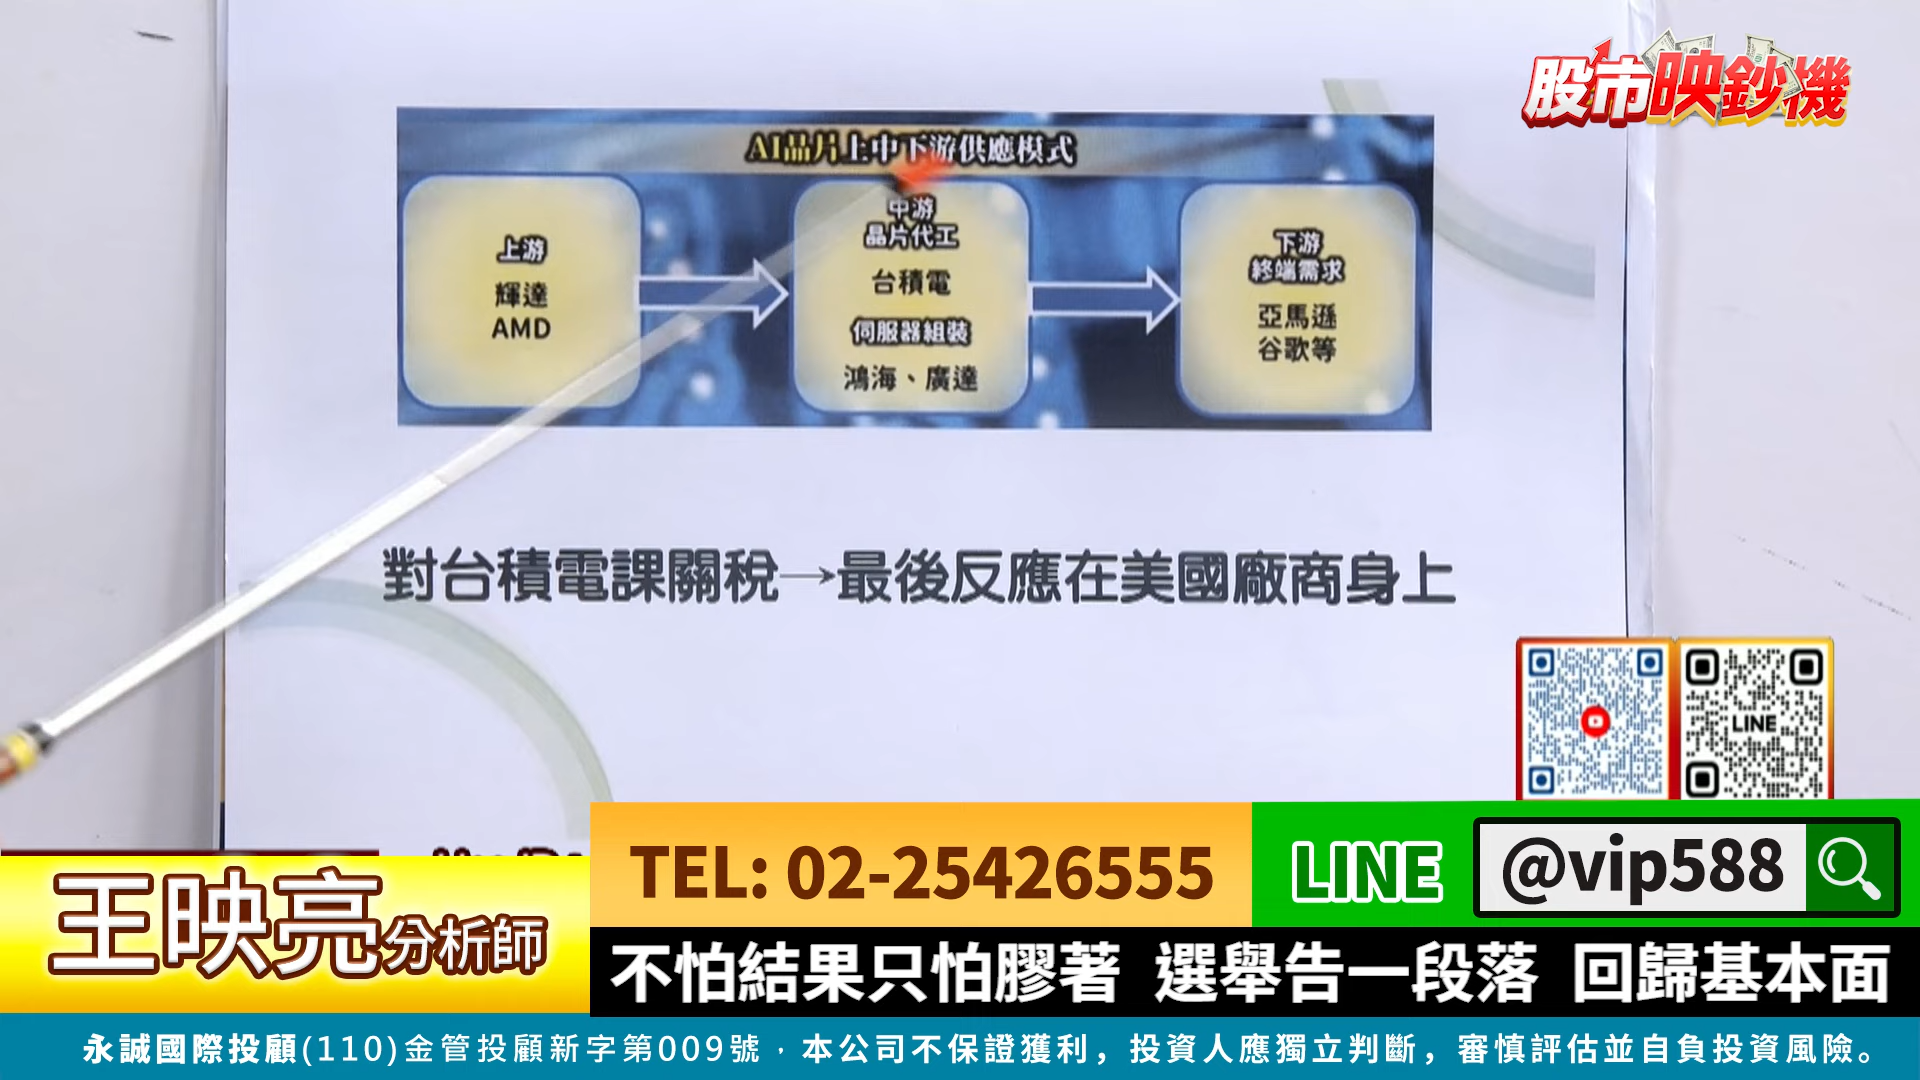 股市映鈔機
AI晶片上中下游供應模式
上游
輝達
AMD
中游
晶片代工
台積電
伺服器組裝
鴻海、廣達
下游
終端需求
亞馬遜
谷歌等
對台積電課關稅→最後反應在美國廠商身上
LINE
王映亮分析師
TEL: 02-25426555
LINE @vip588
不怕結果只怕膠著 選舉告一段落 回歸基本面
永誠國際投顧(110)金管投顧新字第009號，本公司不保證獲利，投資人應獨立判斷，審慎評估並自負投資風險。